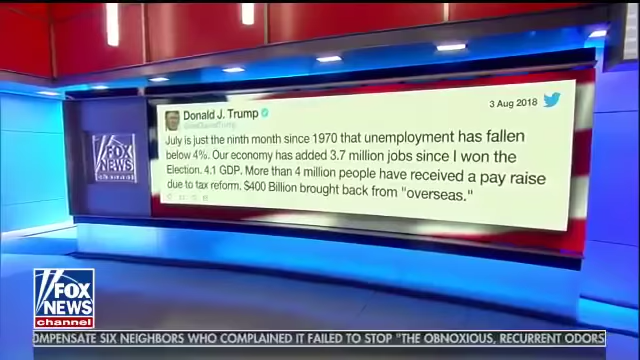 Donald J. Trump
@realDonaldTrump
3 Aug 2018
July is just the ninth month since 1970 that unemployment has fallen
below 4%. Our economy has added 3.7 million jobs since I won the
Election. 4.1 GDP. More than 4 million people have received a pay raise
due to tax reform. $400 Billion brought back from "overseas."
FOX
NEWS
channel
FOX
NEWS
channel
OMPENSATE SIX NEIGHBORS WHO COMPLAINED IT FAILED TO STOP "THE OBNOXIOUS, RECURRENT ODORS